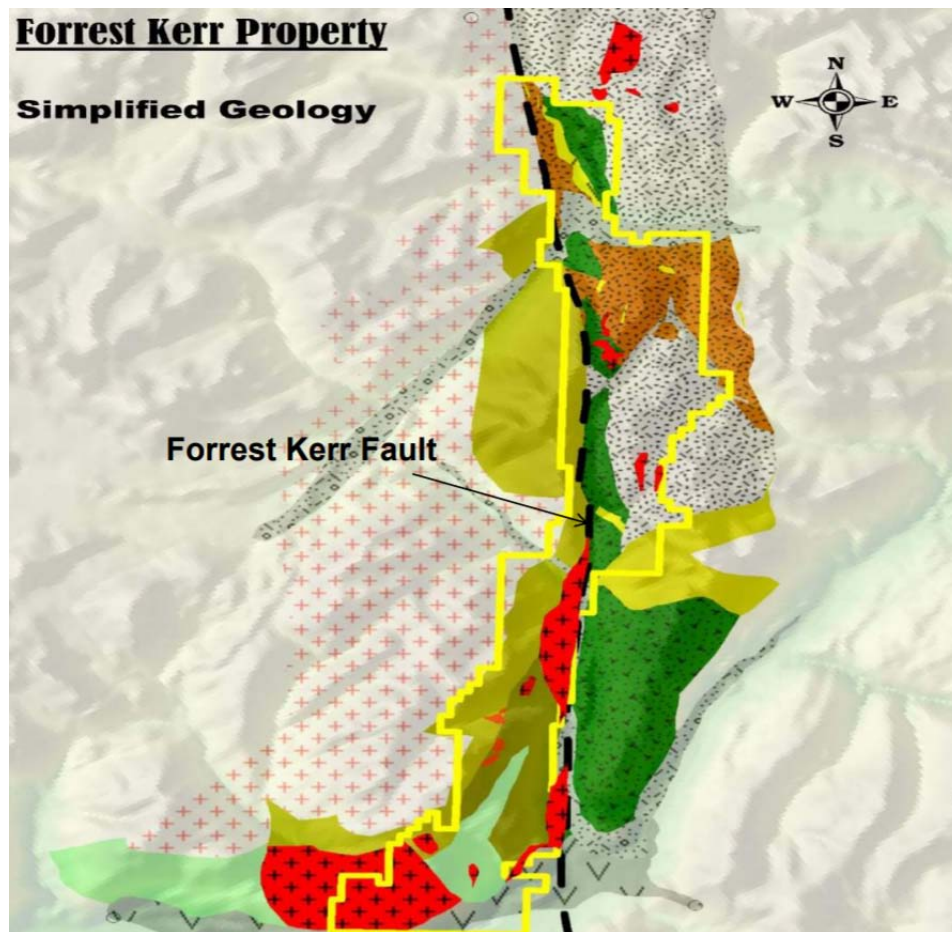 Forrest Kerr Property
Simplified Geology
N
W E
S
Forrest Kerr Fault